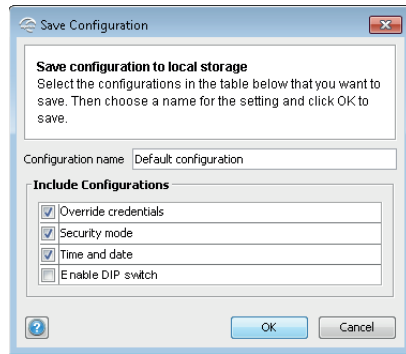 Save Configuration
Save configuration to local storage
Select the configurations in the table below that you want to
save. Then choose a name for the setting and click OK to
save.
Configuration name Default configuration
Include Configurations
Override credentials
Security mode
Time and date
Enable DIP switch
? OK Cancel